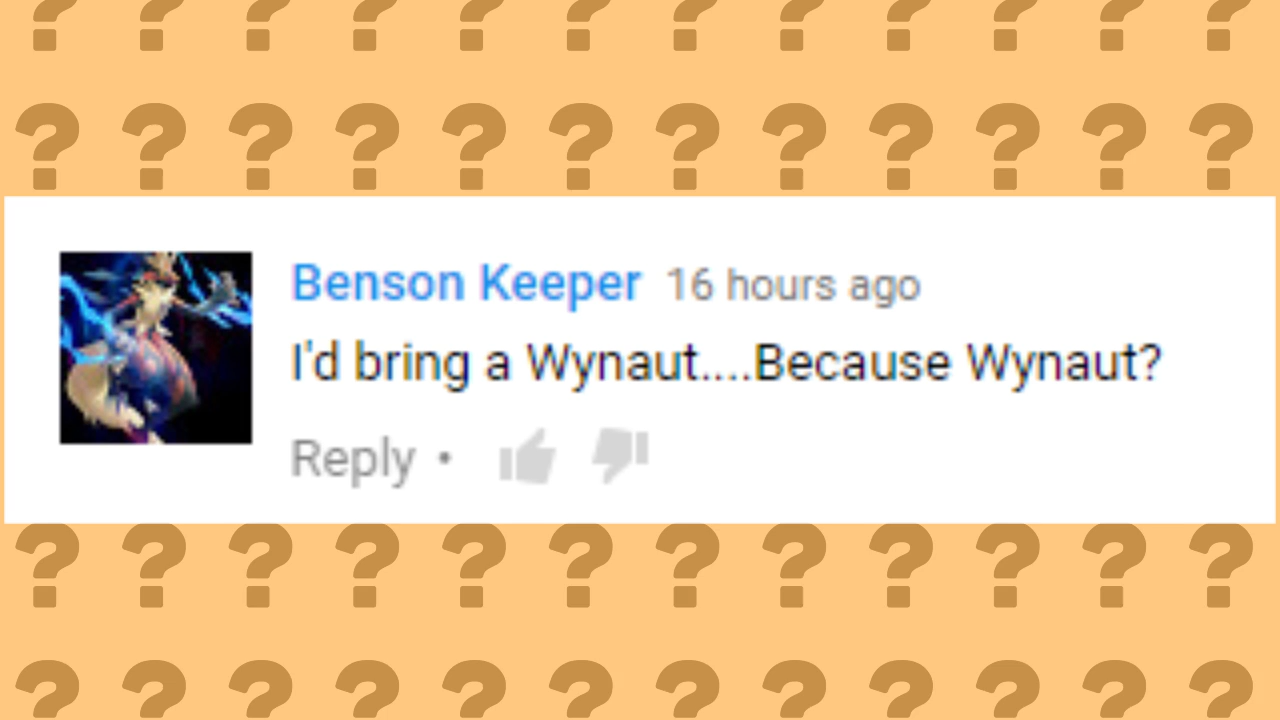 Benson Keeper 16 hours ago
I'd bring a Wynaut....Because Wynaut?
Reply •